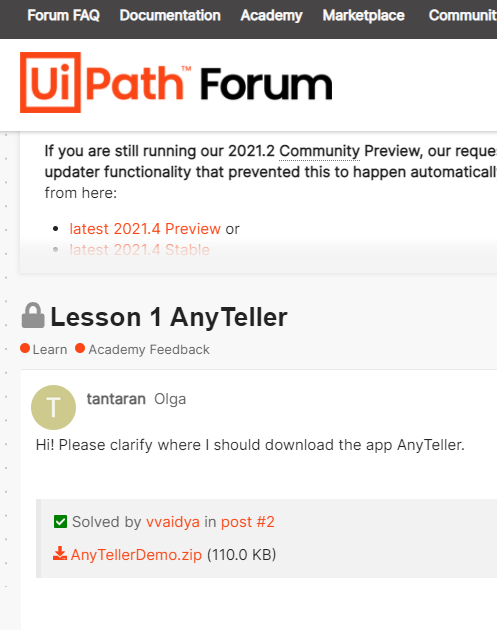 Forum FAQ Documentation Academy Marketplace Communit
UiPath™ Forum
If you are still running our 2021.2 Community Preview, our reque
updater functionality that prevented this to happen automatical
from here:
• latest 2021.4 Preview or
• latest 2021.4 Stable
Lesson 1 AnyTeller
Learn Academy Feedback
T
tantaran Olga
Hi! Please clarify where I should download the app AnyTeller.
Solved by vvaidya in post #2
AnyTellerDemo.zip (110.0 KB)